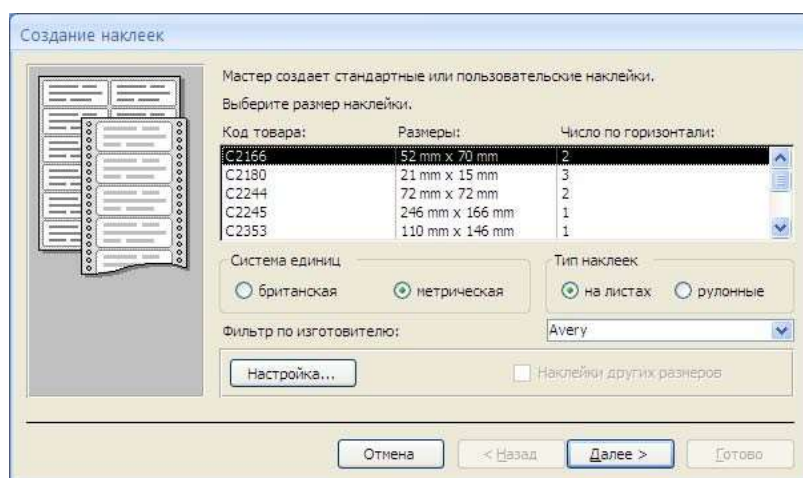 Создание наклеек
Мастер создает стандартные или пользовательские наклейки.
Выберите размер наклейки.
Код товара: Размеры: Число по горизонтали:
C2166 52 mm x 70 mm 2
C2180 21 mm x 15 mm 3
C2244 72 mm x 72 mm 2
C2245 246 mm x 166 mm 1
C2353 110 mm x 146 mm 1
Система единиц Тип наклеек
британская метрическая на листах рулонные
Фильтр по изготовителю: Avery
Настройка... Наклейки других размеров
Отмена < Назад Далее > Готово